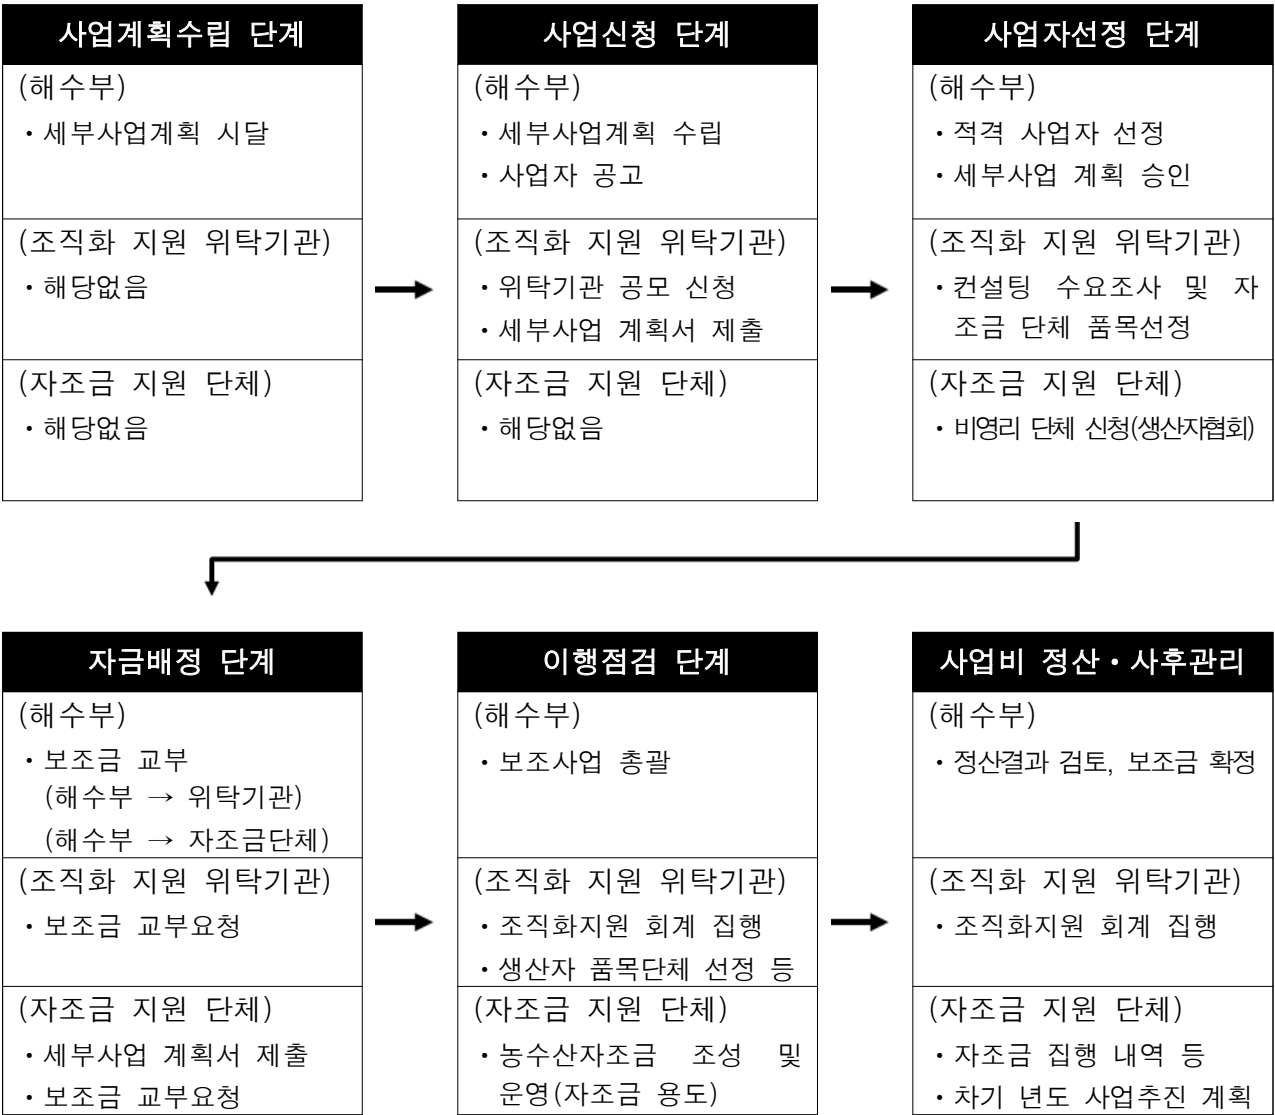 사업계획수립 단계
(해수부)
・세부사업계획 시달
(조직화 지원 위탁기관)
・해당없음
(자조금 지원 단체)
・해당없음
사업신청 단계
(해수부)
・세부사업계획 수립
・사업자 공고
(조직화 지원 위탁기관)
・위탁기관 공모 신청
・세부사업 계획서 제출
(자조금 지원 단체)
・해당없음
사업자선정 단계
(해수부)
・적격 사업자 선정
・세부사업 계획 승인
(조직화 지원 위탁기관)
・컨설팅 수요조사 및 자
조금 단체 품목선정
(자조금 지원 단체)
・비영리 단체 신청(생산자협회)
자금배정 단계
(해수부)
・보조금 교부
(해수부 → 위탁기관)
(해수부 → 자조금단체)
(조직화 지원 위탁기관)
・보조금 교부요청
(자조금 지원 단체)
・세부사업 계획서 제출
・보조금 교부요청
이행점검 단계
(해수부)
・보조사업 총괄
(조직화 지원 위탁기관)
・조직화지원 회계 집행
・생산자 품목단체 선정 등
(자조금 지원 단체)
・농수산자조금 조성 및
운영(자조금 용도)
사업비 정산・사후관리
(해수부)
・정산결과 검토, 보조금 확정
(조직화 지원 위탁기관)
・조직화지원 회계 집행
(자조금 지원 단체)
・자조금 집행 내역 등
・차기 년도 사업추진 계획